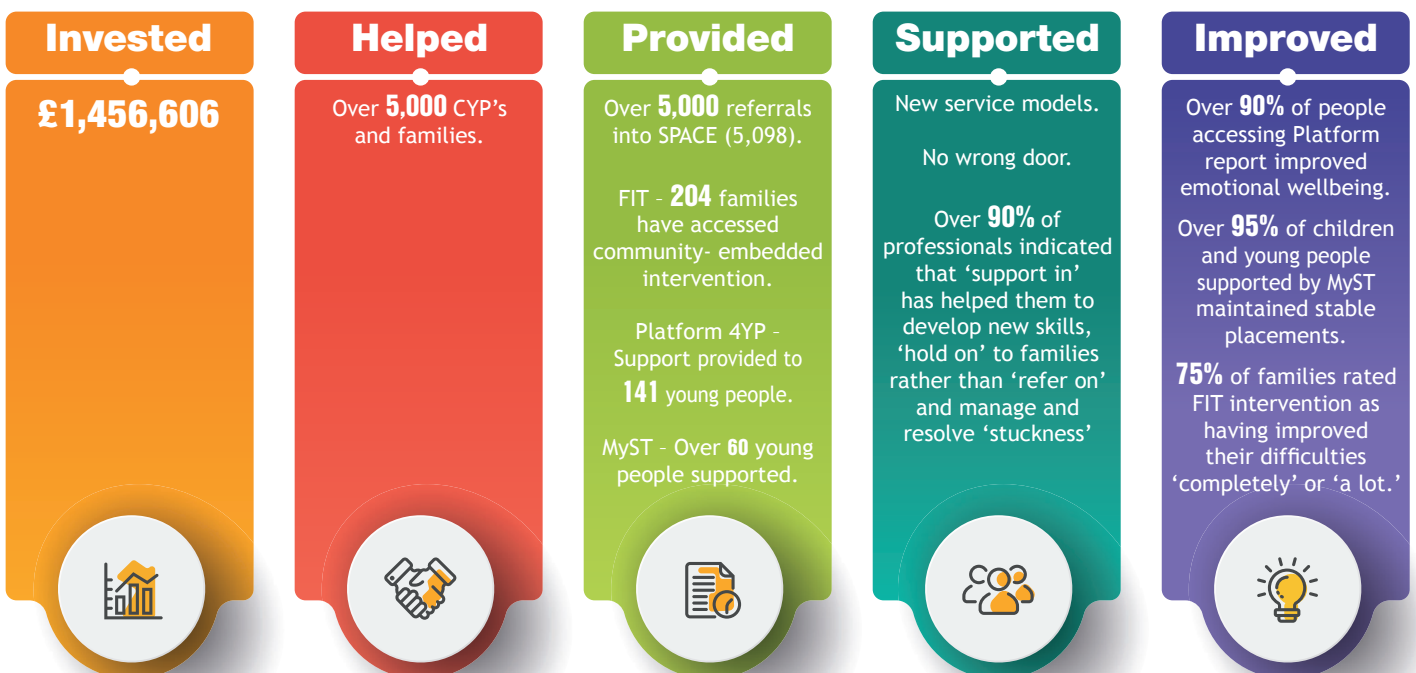 Invested
£1,456,606
Helped
Over 5,000 CYP’s
and families.
Provided
Over 5,000 referrals
into SPACE (5,098).
FIT – 204 families
have accessed
community- embedded
intervention.
Platform 4YP –
Support provided to
141 young people.
MyST – Over 60 young
people supported.
Supported
New service models.
No wrong door.
Over 90% of
professionals indicated
that ‘support in’
has helped them to
develop new skills,
‘hold on’ to families
rather than ‘refer on’
and manage and
resolve ‘stuckness’
Improved
Over 90% of people
accessing Platform
report improved
emotional wellbeing.
Over 95% of children
and young people
supported by MyST
maintained stable
placements.
75% of families rated
FIT intervention as
having improved
their difficulties
‘completely’ or ‘a lot.’